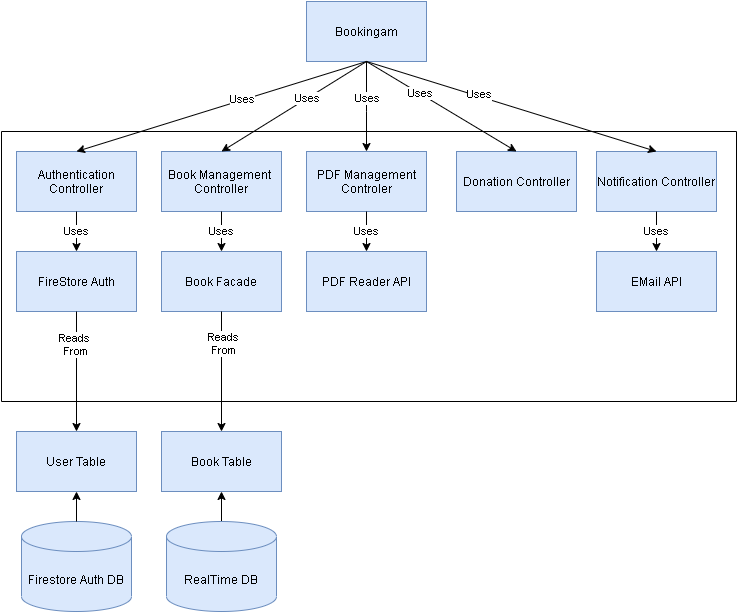 Bookingam
Uses
Uses
Uses
Uses
Uses
Authentication
Controller
Book Management
Controller
PDF Management
Controler
Donation Controller
Notification Controller
Uses
Uses
Uses
Uses
FireStore Auth
Book Facade
PDF Reader API
EMail API
Reads
From
Reads
From
User Table
Book Table
Firestore Auth DB
RealTime DB